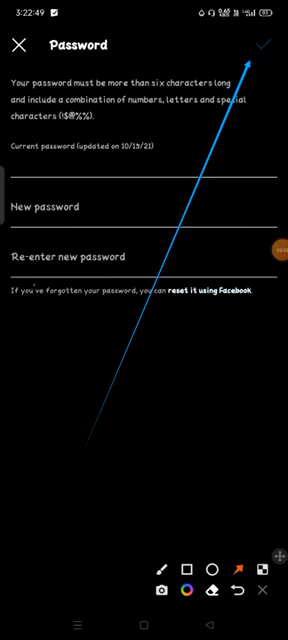 3:22:49
Password
Your password must be more than six characters long
and include a combination of numbers, letters and special
characters (!$@%%).
Current password (updated on 10/13/21)
New password
Re-enter new password
If you've forgotten your password, you can reset it using Facebook